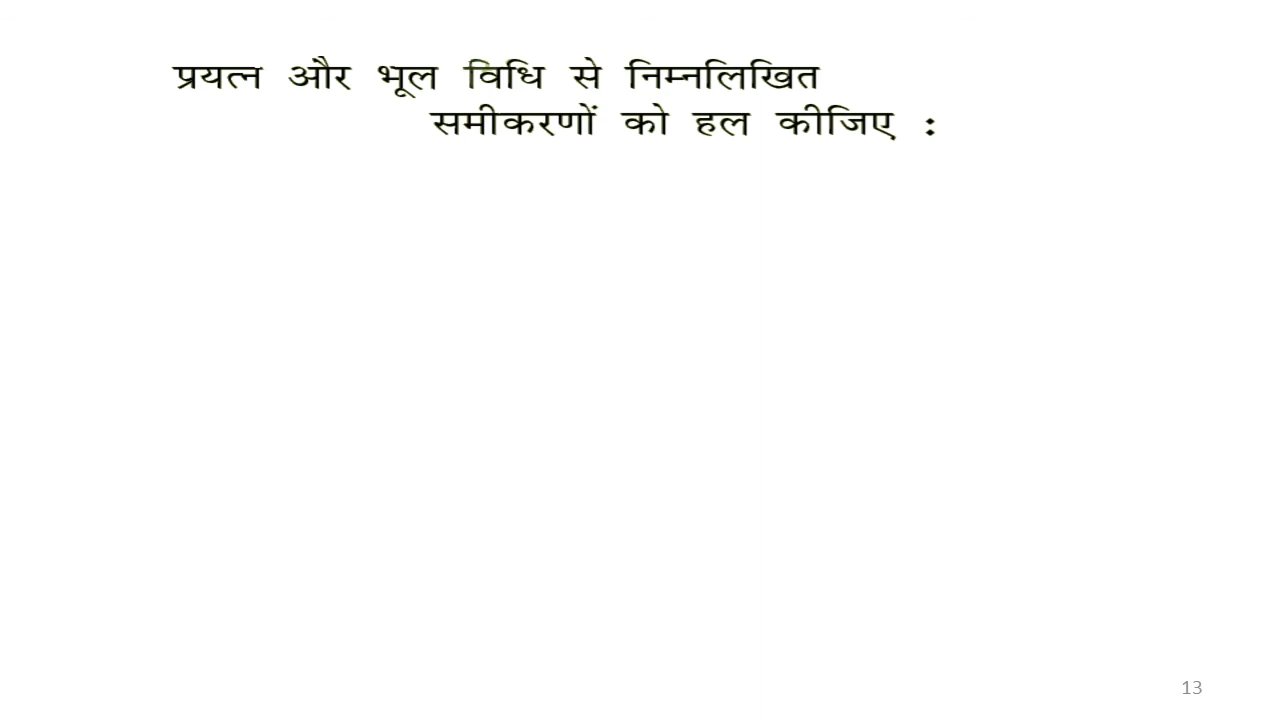 प्रयत्न और भूल विधि से निम्नलिखित
समीकरणों को हल कीजिए :
13